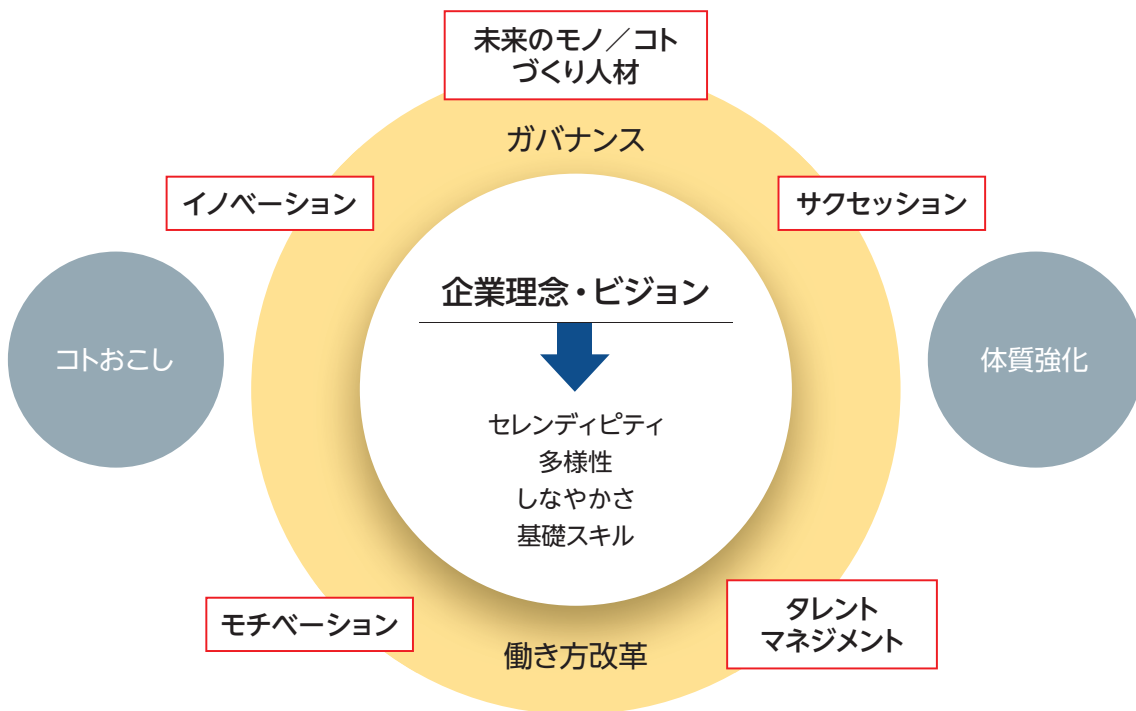 未来のモノ／コト
づくり人材
ガバナンス
イノベーション
サクセッション
企業理念・ビジョン
コトおこし
体質強化
セレンディピティ
多様性
しなやかさ
基礎スキル
モチベーション
タレント
マネジメント
働き方改革